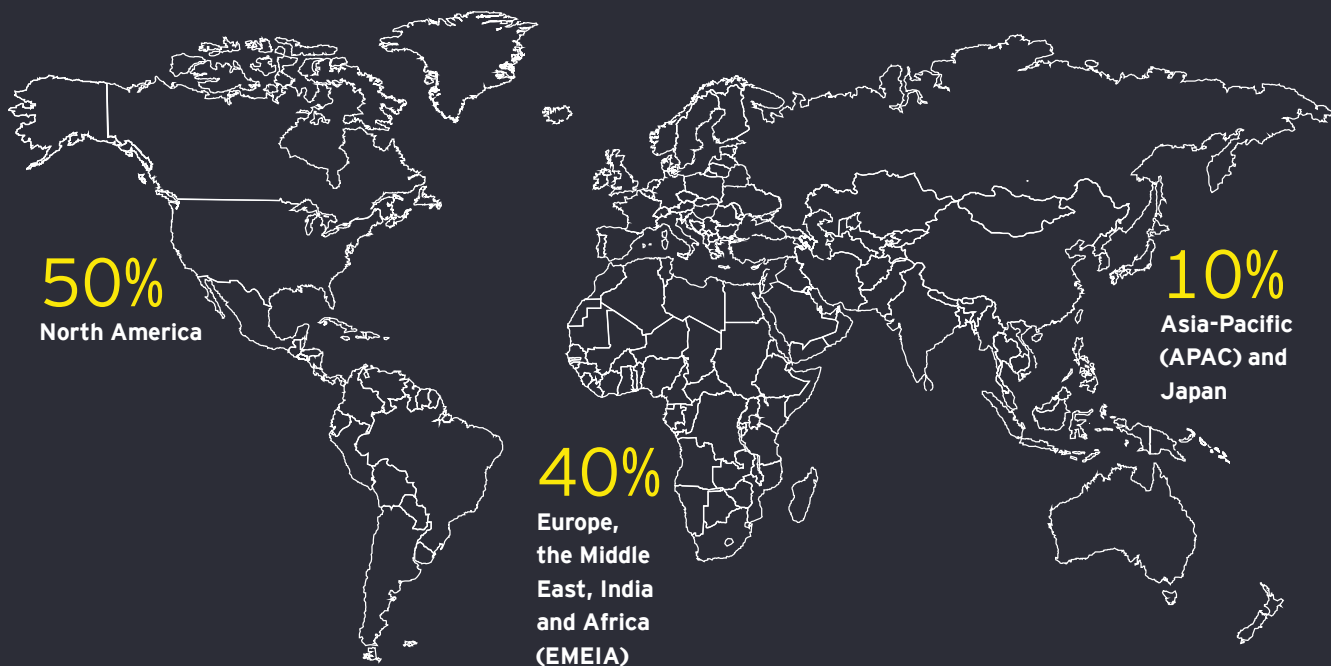 50%
North America
40%
Europe,
the Middle
East, India
and Africa
(EMEIA)
10%
Asia-Pacific
(APAC) and
Japan